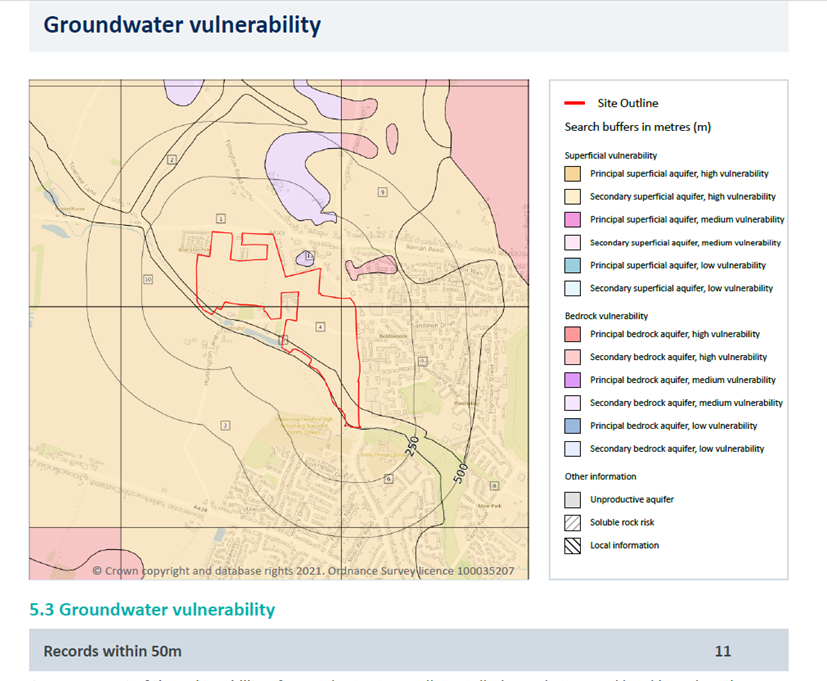 Groundwater vulnerability
2
9
1
1
10
4
7
3
6
8
250
500
Roman Road
A438
© Crown copyright and database rights 2021. Ordnance Survey licence 100035207
Site Outline
Search buffers in metres (m)
Superficial vulnerability
Principal superficial aquifer, high vulnerability
Secondary superficial aquifer, high vulnerability
Principal superficial aquifer, medium vulnerability
Secondary superficial aquifer, medium vulnerability
Principal superficial aquifer, low vulnerability
Secondary superficial aquifer, low vulnerability
Bedrock vulnerability
Principal bedrock aquifer, high vulnerability
Secondary bedrock aquifer, high vulnerability
Principal bedrock aquifer, medium vulnerability
Secondary bedrock aquifer, medium vulnerability
Principal bedrock aquifer, low vulnerability
Secondary bedrock aquifer, low vulnerability
Other information
Unproductive aquifer
Soluble rock risk
Local information
5.3 Groundwater vulnerability
Records within 50m 11